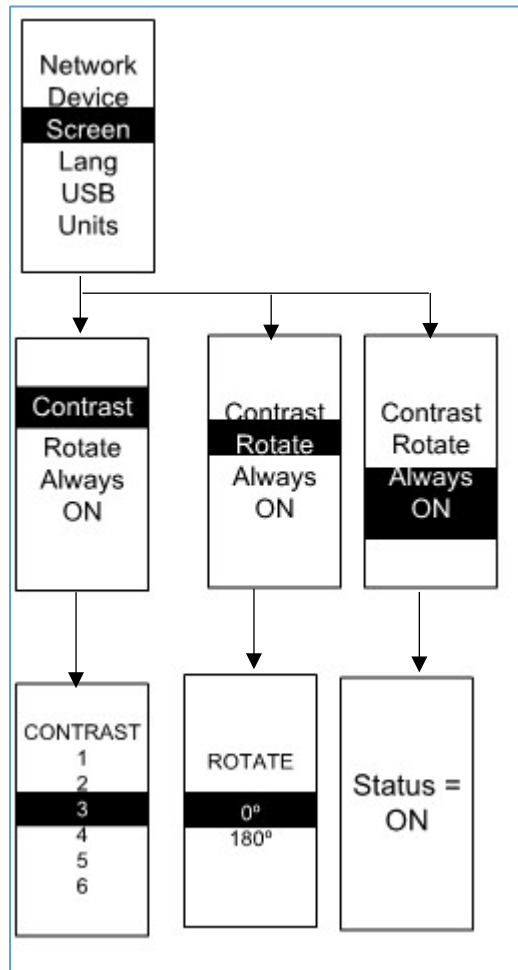 Network
Device
Screen
Lang
USB
Units
Contrast
Rotate
Always
ON
Contrast
Rotate
Always
ON
Contrast
Rotate
Always
ON
CONTRAST
1
2
3
4
5
6
ROTATE
0º
180º
Status =
ON